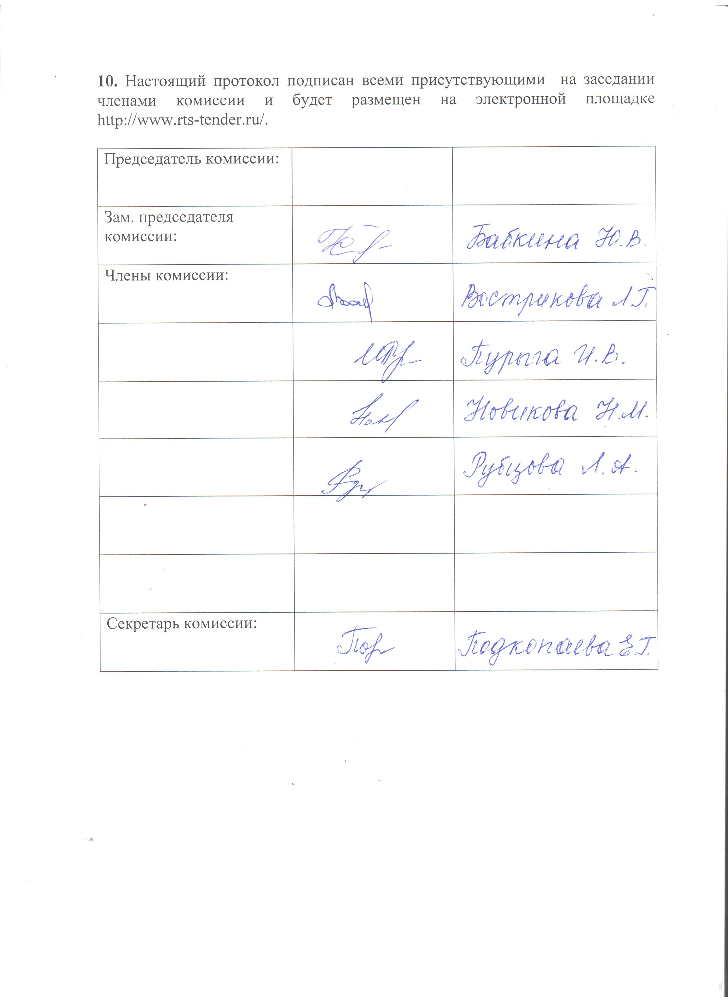 10. Настоящий протокол подписан всеми присутствующими на заседании
членами комиссии и будет размещен на электронной площадке
http://www.rts-tender.ru/.
Председатель комиссии:
Зам. председателя
комиссии:
Бабкина Ю.В.
Члены комиссии:
Вострикова Л.Г.
Пурыга И.В.
Новикова Н.М.
Рубцова Л.А.
Секретарь комиссии:
Подкопаева Е.Г.